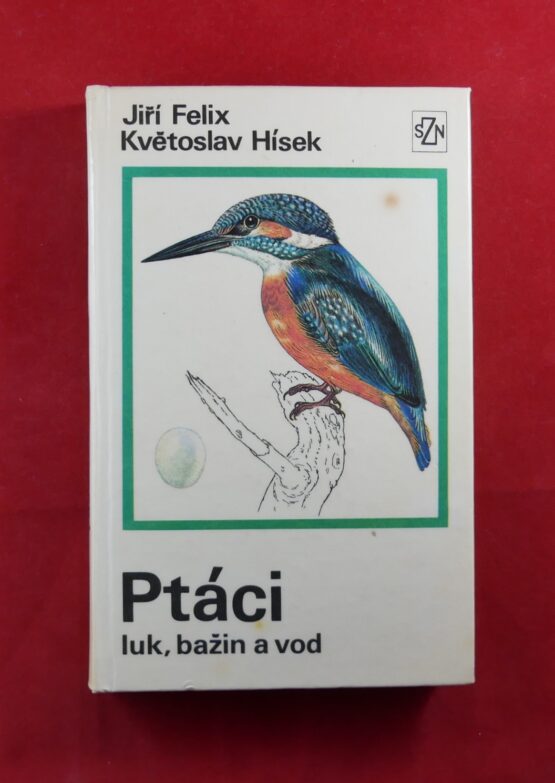 Jiří Felix
Květoslav Hísek
SZN
Ptáci
luk, bažin a vod